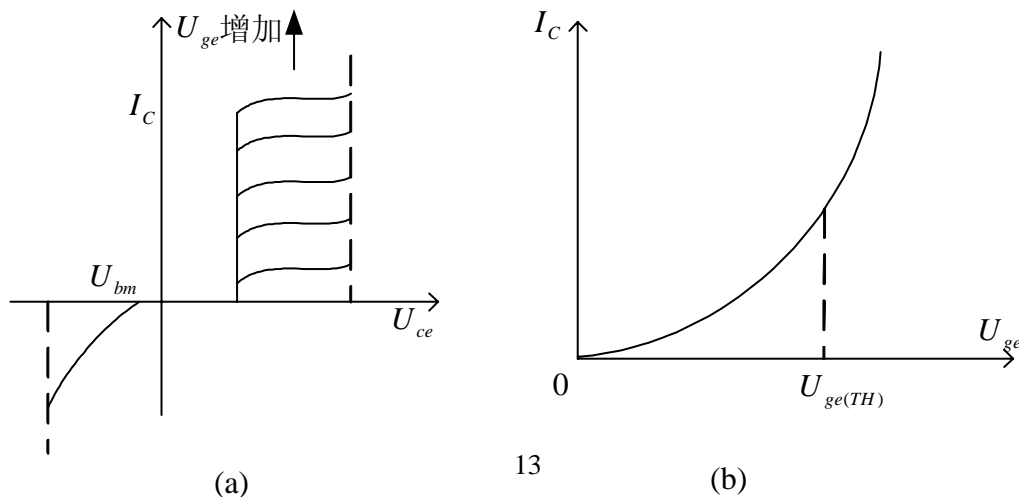 U_ge增加
I_C
U_bm
U_ce
(a)
I_C
U_ge
0
U_ge(TH)
(b)
13